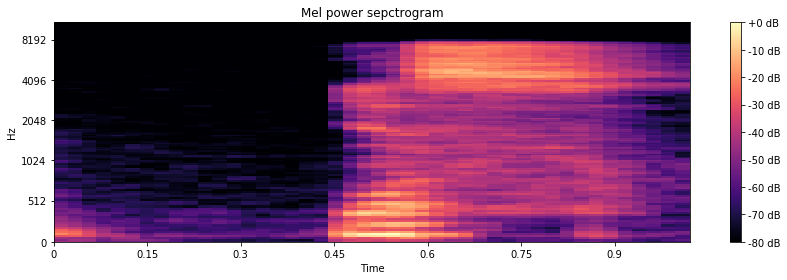 Mel power sepctrogram
8192
4096
2048
1024
512
0
Hz
0
0.15
0.3
0.45
0.6
0.75
0.9
Time
+0 dB
-10 dB
-20 dB
-30 dB
-40 dB
-50 dB
-60 dB
-70 dB
-80 dB